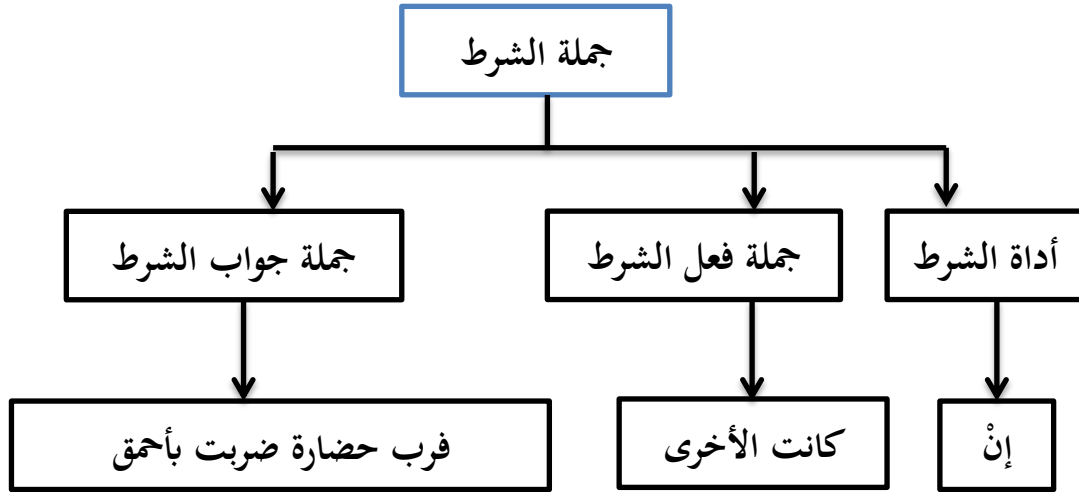 جملة الشرط
أداة الشرط
جملة فعل الشرط
جملة جواب الشرط
إنْ
كانت الأخرى
فرب حضارة ضربت بأحمق